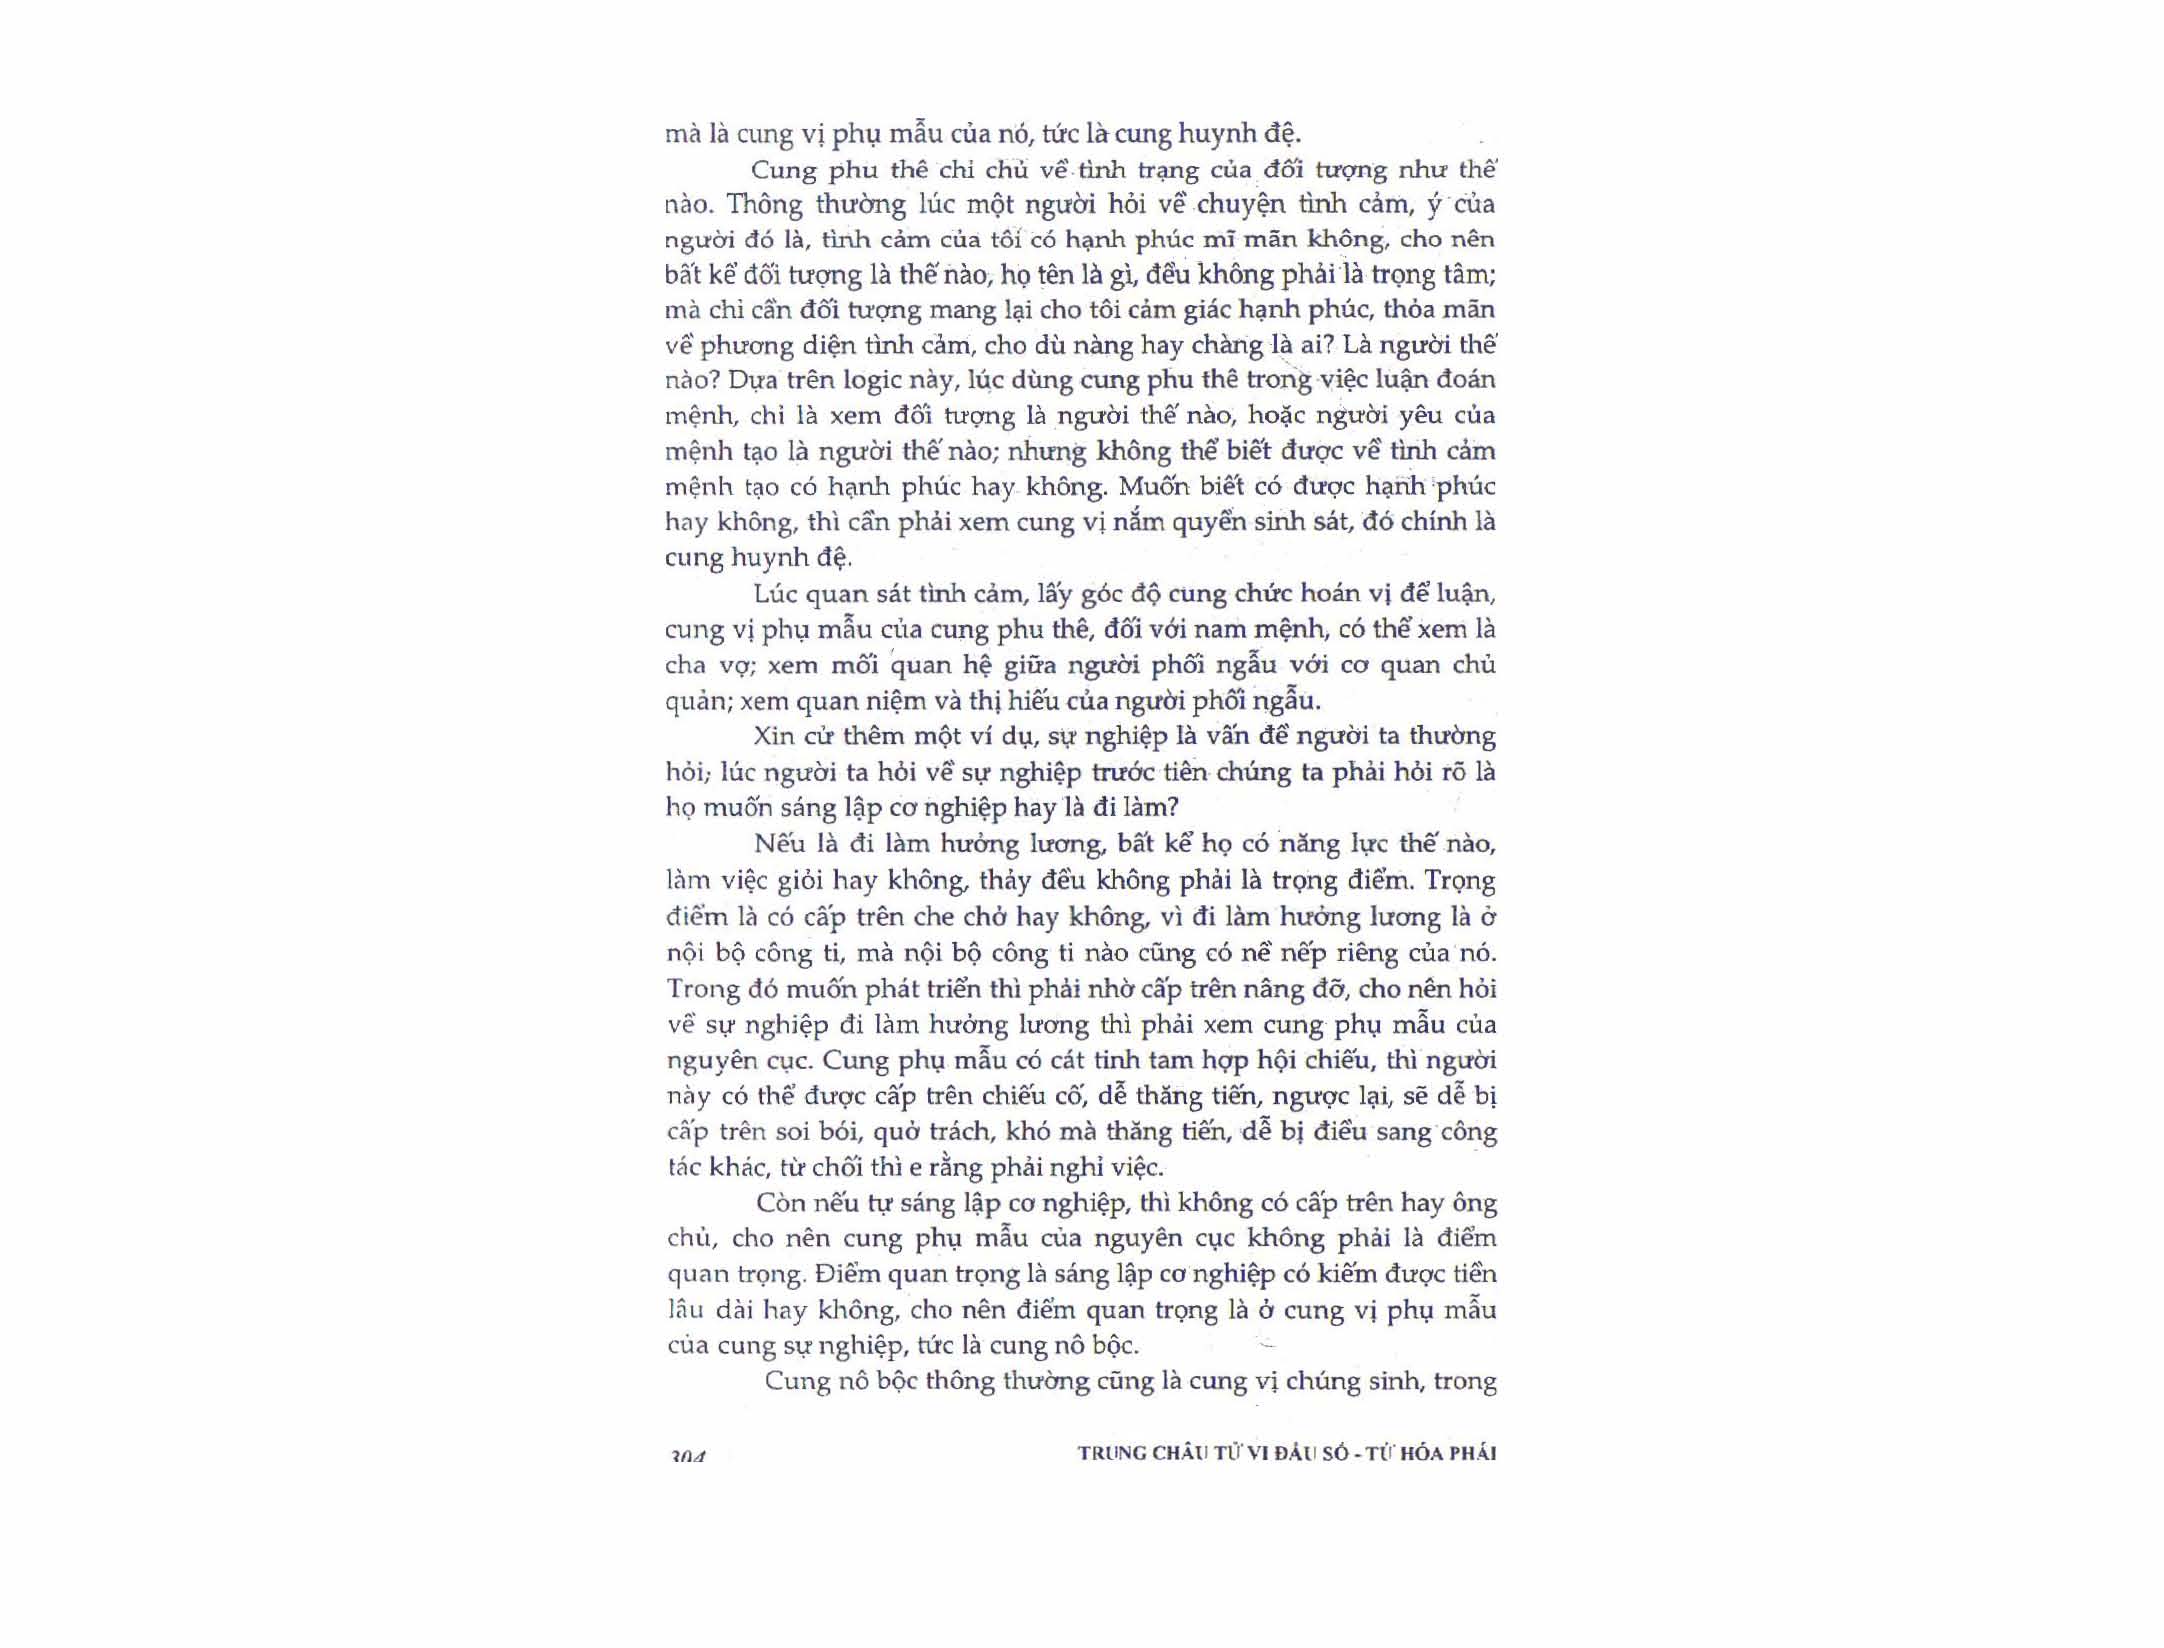 mà là cung vị phụ mẫu của nó, tức là cung huynh đệ.
Cung phu thê chỉ chủ về tình trạng của đối tượng như thế
nào. Thông thường lúc một người hỏi về chuyện tình cảm, ý của
người đó là, tình cảm của tôi có hạnh phúc mĩ mãn không, cho nên
bất kể đối tượng là thế nào, họ tên là gì, đều không phải là trọng tâm;
mà chỉ cần đối tượng mang lại cho tôi cảm giác hạnh phúc, thỏa mãn
về phương diện tình cảm, cho dù nàng hay chàng là ai? Là người thế
nào? Dựa trên logic này, lúc dùng cung phu thê trong việc luận đoán
mệnh, chỉ là xem đối tượng là người thế nào, hoặc người yêu của
mệnh tạo là người thế nào; nhưng không thể biết được về tình cảm
mệnh tạo có hạnh phúc hay không. Muốn biết có được hạnh phúc
hay không, thì cần phải xem cung vị nắm quyền sinh sát, đó chính là
cung huynh đệ.
Lúc quan sát tình cảm, lấy góc độ cung chức hoán vị để luận,
cung vị phụ mẫu của cung phu thê, đối với nam mệnh, có thể xem là
cha vợ; xem mối quan hệ giữa người phối ngẫu với cơ quan chủ
quản; xem quan niệm và thị hiếu của người phối ngẫu.
Xin cử thêm một ví dụ, sự nghiệp là vấn đề người ta thường
hỏi; lúc người ta hỏi về sự nghiệp trước tiên chúng ta phải hỏi rõ là
họ muốn sáng lập cơ nghiệp hay là đi làm?
Nếu là đi làm hưởng lương, bất kể họ có năng lực thế nào,
làm việc giỏi hay không, thảy đều không phải là trọng điểm. Trọng
điểm là có cấp trên che chở hay không, vì đi làm hưởng lương là ở
nội bộ công ti, mà nội bộ công ti nào cũng có nề nếp riêng của nó.
Trong đó muốn phát triển thì phải nhờ cấp trên nâng đỡ, cho nên hỏi
về sự nghiệp đi làm hưởng lương thì phải xem cung phụ mẫu của
nguyên cục. Cung phụ mẫu có cát tinh tam hợp hội chiếu, thì người
này có thể được cấp trên chiếu cố, dễ thăng tiến, ngược lại, sẽ dễ bị
cấp trên soi bói, quở trách, khó mà thăng tiến, dễ bị điều sang công
tác khác, từ chối thì e rằng phải nghỉ việc.
Còn nếu tự sáng lập cơ nghiệp, thì không có cấp trên hay ông
chủ, cho nên cung phụ mẫu của nguyên cục không phải là điểm
quan trọng. Điểm quan trọng là sáng lập cơ nghiệp có kiếm được tiền
lâu dài hay không, cho nên điểm quan trọng là ở cung vị phụ mẫu
của cung sự nghiệp, tức là cung nô bộc.
Cung nô bộc thông thường cũng là cung vị chúng sinh, trong
304 TRUNG CHÂU TỬ VI ĐẨU SỐ - TỨ HÓA PHÁI